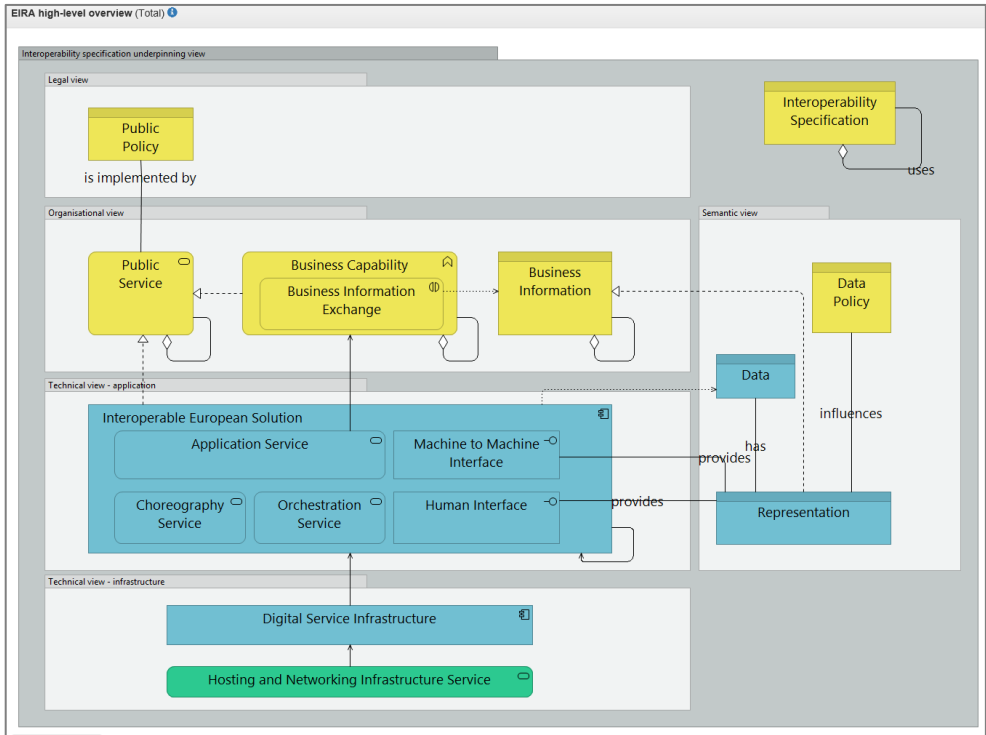 EIRA high-level overview (Total)
Interoperability specification underpinning view
Legal view
Public
Policy
is implemented by
Interoperability
Specification
uses
Organisational view
Public
Service
Business Capability
Business Information
Exchange
Business
Information
Semantic view
Data
Policy
Data
influences
has
provides
provides
Representation
Technical view - application
Interoperable European Solution
Application Service
Machine to Machine
Interface
Choreography
Service
Orchestration
Service
Human Interface
Technical view - infrastructure
Digital Service Infrastructure
Hosting and Networking Infrastructure Service